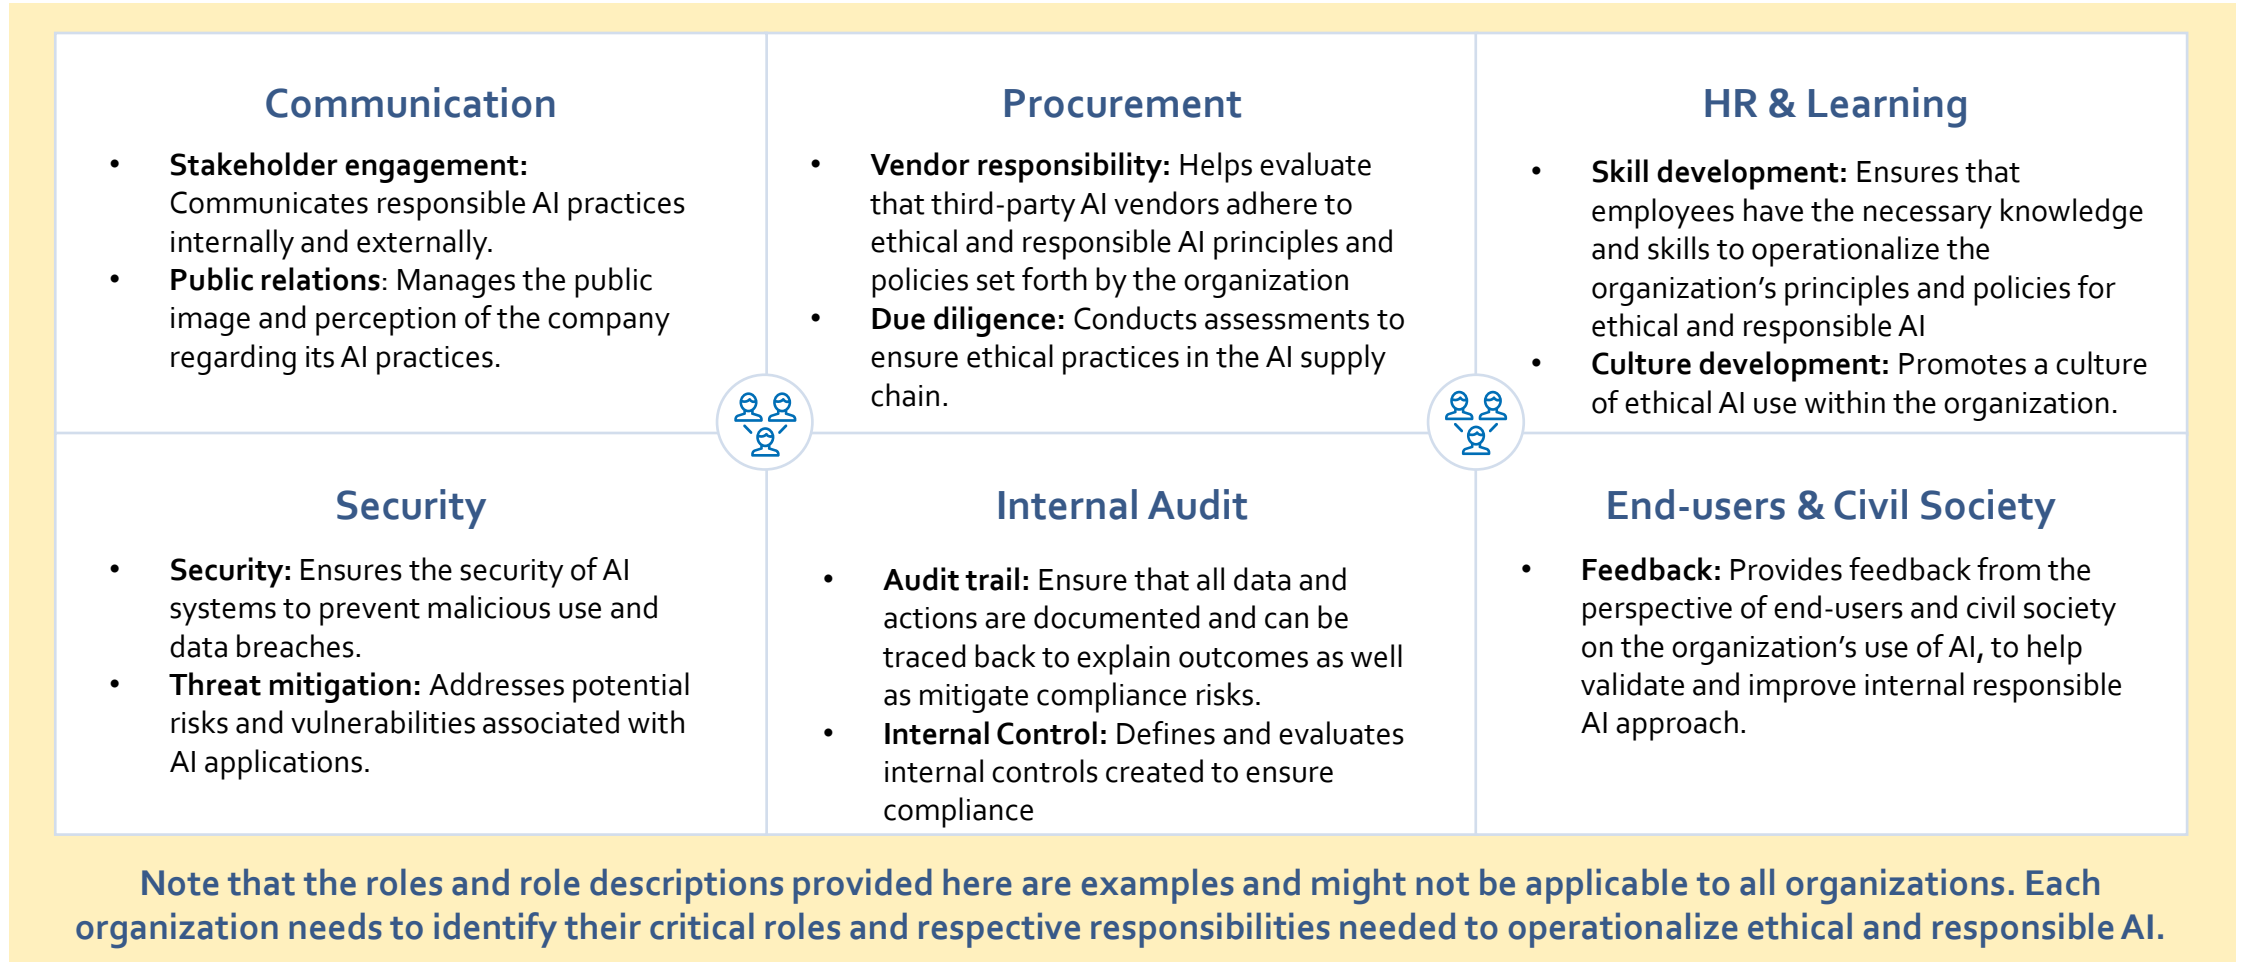 Communication
• Stakeholder engagement:
Communicates responsible AI practices
internally and externally.
• Public relations: Manages the public
image and perception of the company
regarding its AI practices.
Procurement
• Vendor responsibility: Helps evaluate
that third-party AI vendors adhere to
ethical and responsible AI principles and
policies set forth by the organization
• Due diligence: Conducts assessments to
ensure ethical practices in the AI supply
chain.
HR & Learning
• Skill development: Ensures that
employees have the necessary knowledge
and skills to operationalize the
organization’s principles and policies for
ethical and responsible AI
• Culture development: Promotes a culture
of ethical AI use within the organization.
Security
• Security: Ensures the security of AI
systems to prevent malicious use and
data breaches.
• Threat mitigation: Addresses potential
risks and vulnerabilities associated with
AI applications.
Internal Audit
• Audit trail: Ensure that all data and
actions are documented and can be
traced back to explain outcomes as well
as mitigate compliance risks.
• Internal Control: Defines and evaluates
internal controls created to ensure
compliance
End-users & Civil Society
• Feedback: Provides feedback from the
perspective of end-users and civil society
on the organization’s use of AI, to help
validate and improve internal responsible
AI approach.
Note that the roles and role descriptions provided here are examples and might not be applicable to all organizations. Each
organization needs to identify their critical roles and respective responsibilities needed to operationalize ethical and responsible AI.